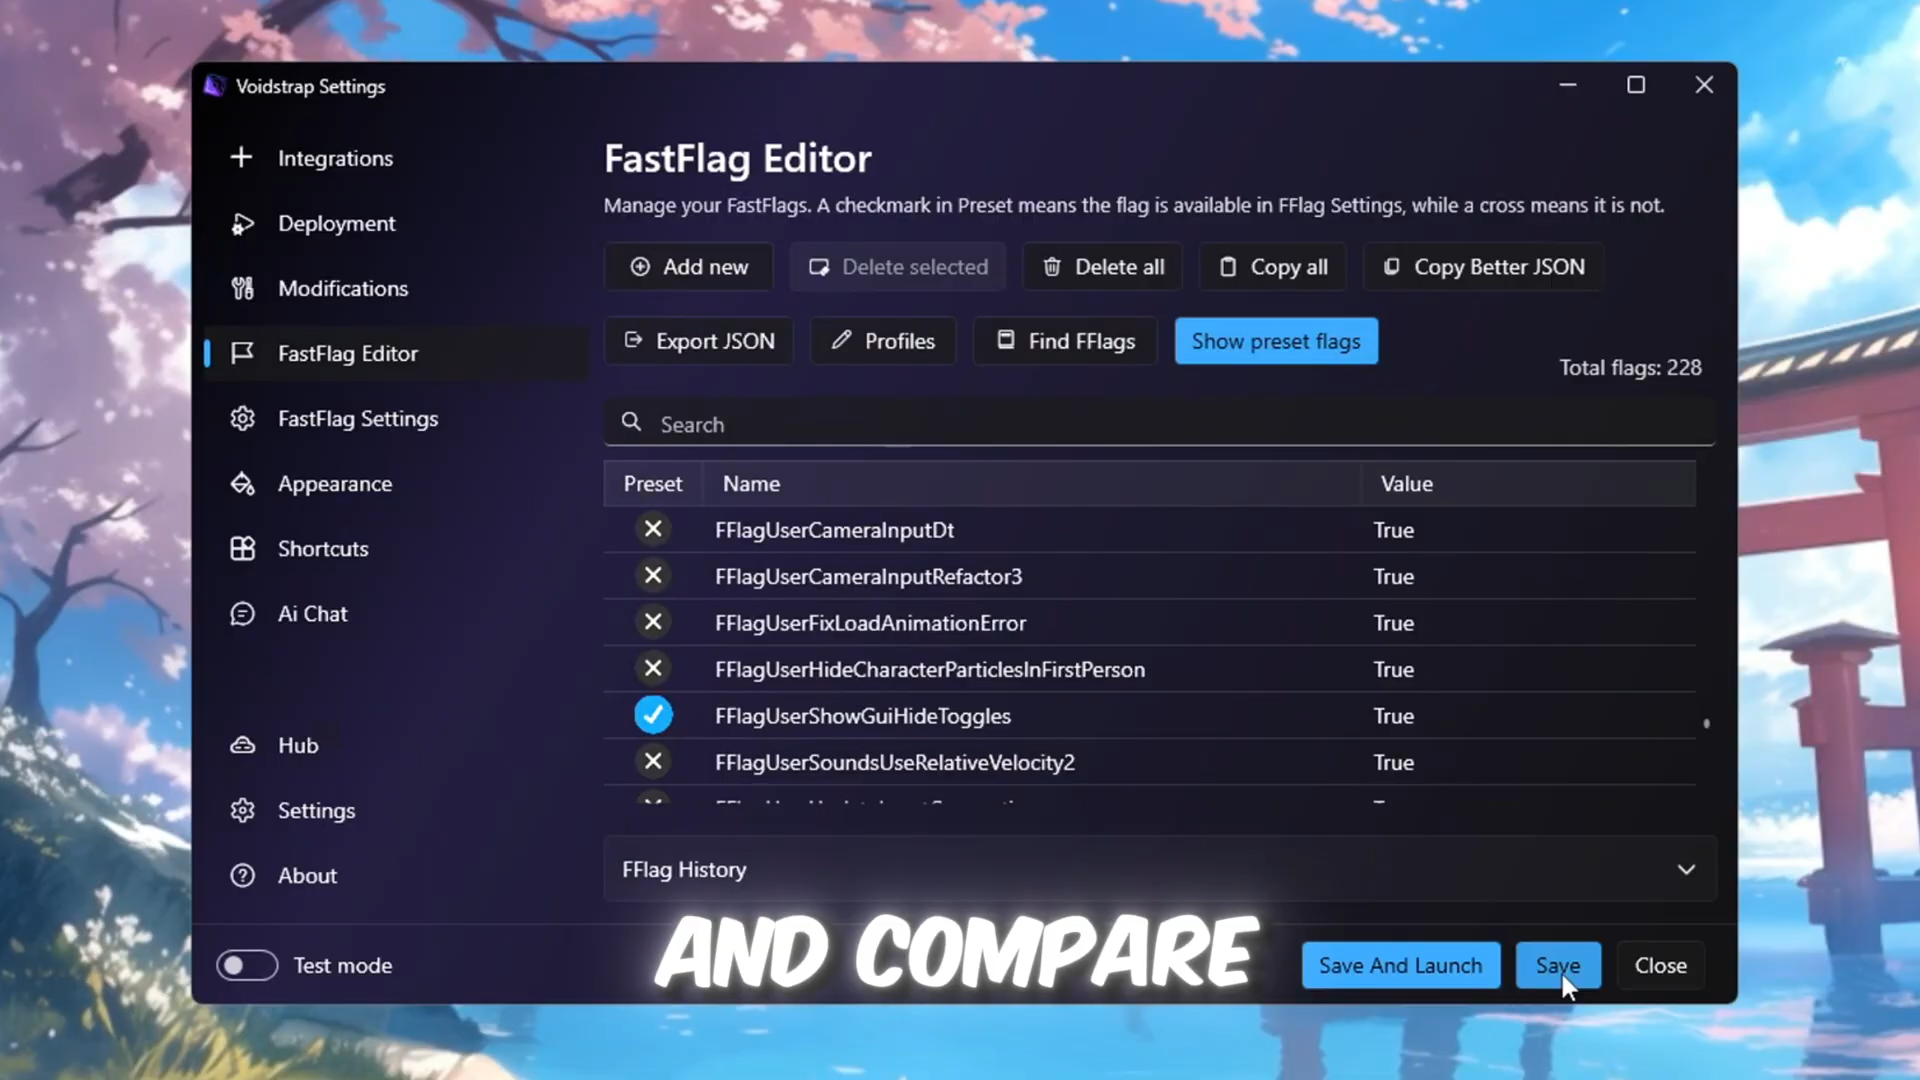 Voidstrap Settings
Integrations
Deployment
Modifications
FastFlag Editor
FastFlag Settings
Appearance
Shortcuts
Ai Chat
Hub
Settings
About
Test mode
FastFlag Editor
Manage your FastFlags. A checkmark in Preset means the flag is available in FFlag Settings, while a cross means it is not.
Add new
Delete selected
Delete all
Copy all
Copy Better JSON
Export JSON
Profiles
Find FFlags
Show preset flags
Total flags: 228
Search
Preset Name Value
FFlagUserCameraInputDt True
FFlagUserCameraInputRefactor3 True
FFlagUserFixLoadAnimationError True
FFlagUserHideCharacterParticlesInFirstPerson True
FFlagUserShowGuiHideToggles True
FFlagUserSoundsUseRelativeVelocity2 True
FFlag History
AND COMPARE
Save And Launch
Save
Close